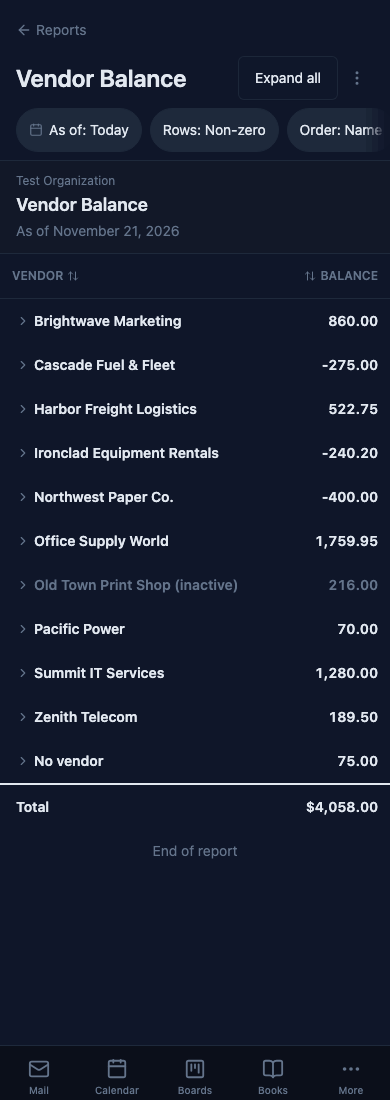 Reports
Vendor Balance
Expand all
As of: Today
Rows: Non-zero
Order: Name
Test Organization
Vendor Balance
As of November 21, 2026
VENDOR BALANCE
Brightwave Marketing 860.00
Cascade Fuel & Fleet -275.00
Harbor Freight Logistics 522.75
Ironclad Equipment Rentals -240.20
Northwest Paper Co. -400.00
Office Supply World 1,759.95
Old Town Print Shop (inactive) 216.00
Pacific Power 70.00
Summit IT Services 1,280.00
Zenith Telecom 189.50
No vendor 75.00
Total $4,058.00
End of report
Mail Calendar Boards Books More